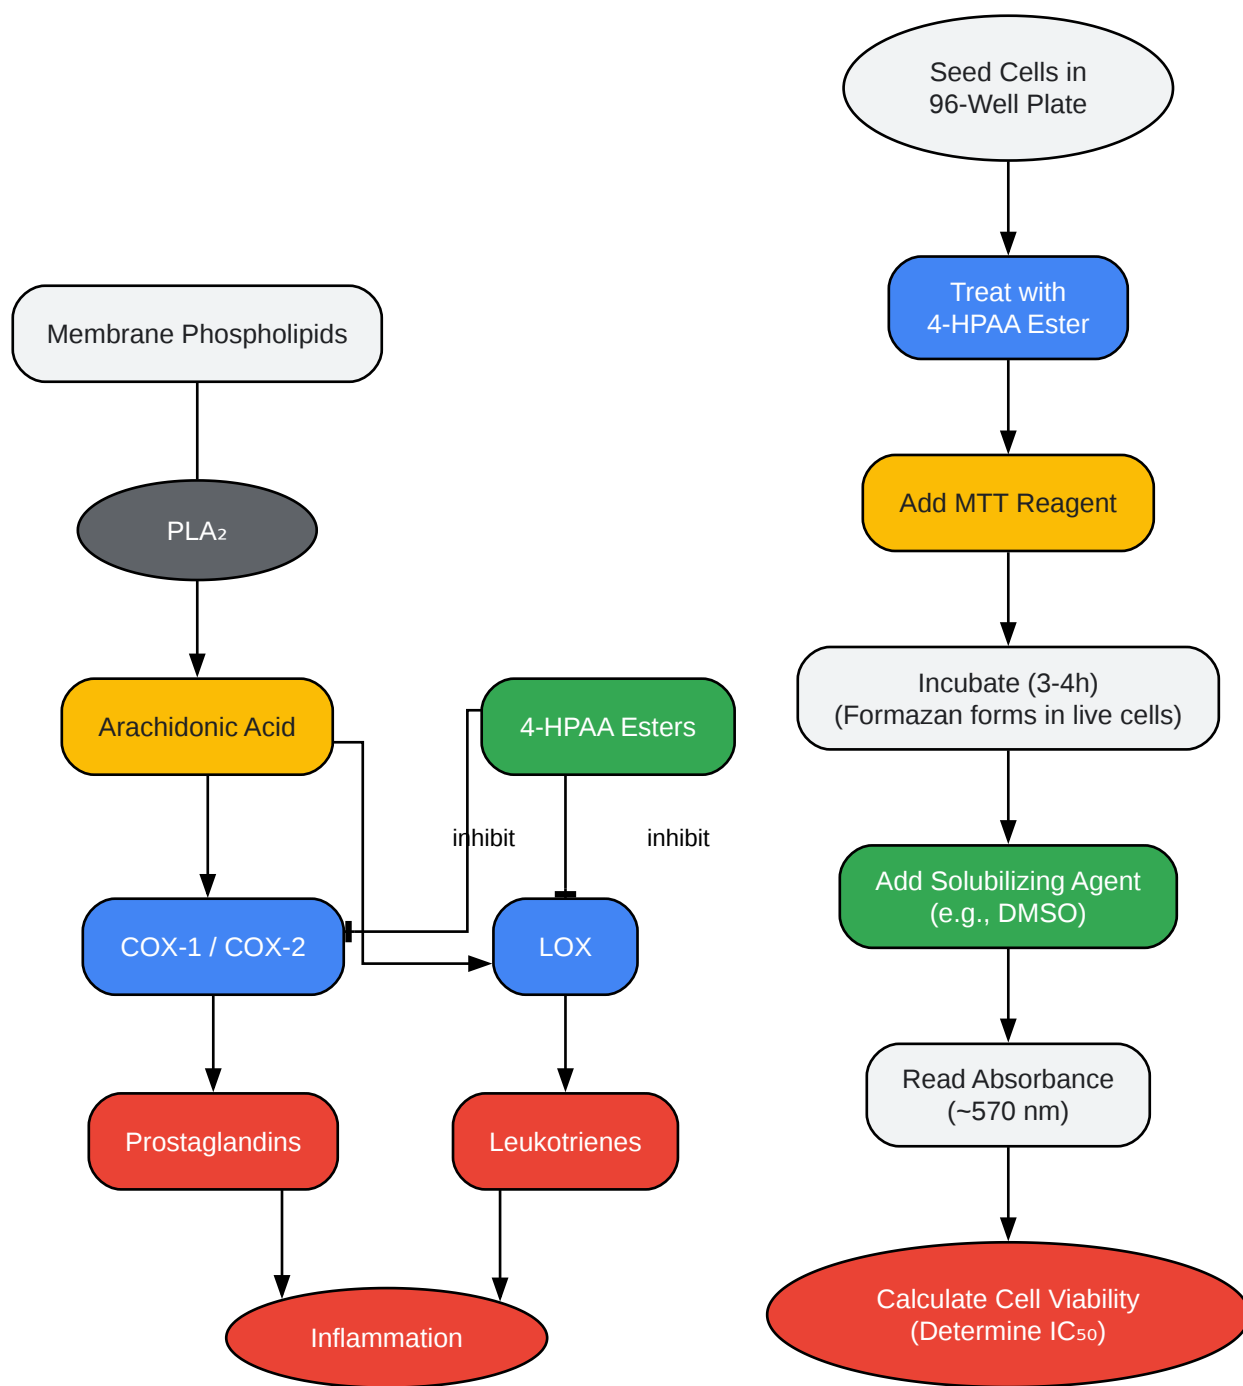 Membrane Phospholipids
PLA₂
Arachidonic Acid
4-HPAA Esters
inhibit
inhibit
COX-1 / COX-2
LOX
Prostaglandins
Leukotrienes
Inflammation
Seed Cells in
96-Well Plate
Treat with
4-HPAA Ester
Add MTT Reagent
Incubate (3-4h)
(Formazan forms in live cells)
Add Solubilizing Agent
(e.g., DMSO)
Read Absorbance
(~570 nm)
Calculate Cell Viability
(Determine IC₅₀)